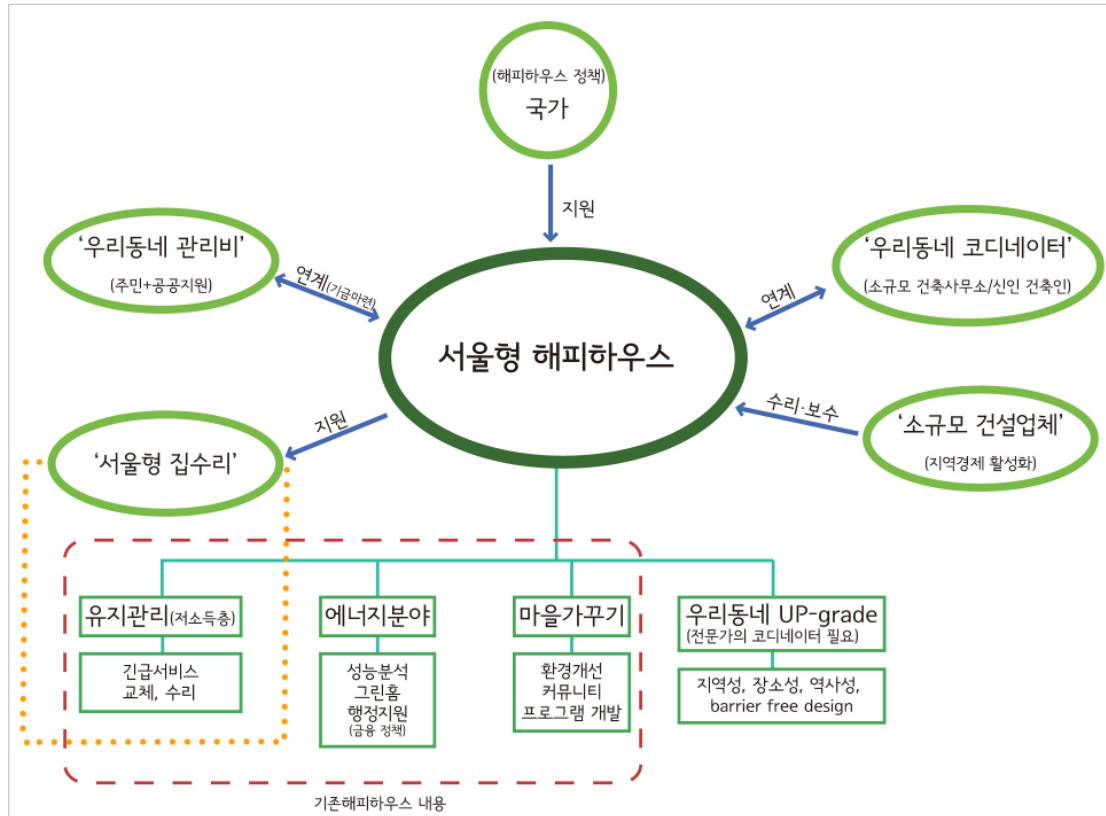 (해피하우스 정책)
국가
지원
'우리동네 관리비'
(주민+공공지원)
연계(기금마련)
'우리동네 코디네이터'
(소규모 건축사무소/신인 건축인)
연계
서울형 해피하우스
수리·보수
'소규모 건설업체'
(지역경제 활성화)
지원
'서울형 집수리'
유지관리(저소득층)
긴급서비스
교체, 수리
에너지분야
성능분석
그린홈
행정지원
(금융 정책)
마을가꾸기
환경개선
커뮤니티
프로그램 개발
우리동네 UP-grade
(전문가의 코디네이터 필요)
지역성, 장소성, 역사성,
barrier free design
기존해피하우스 내용